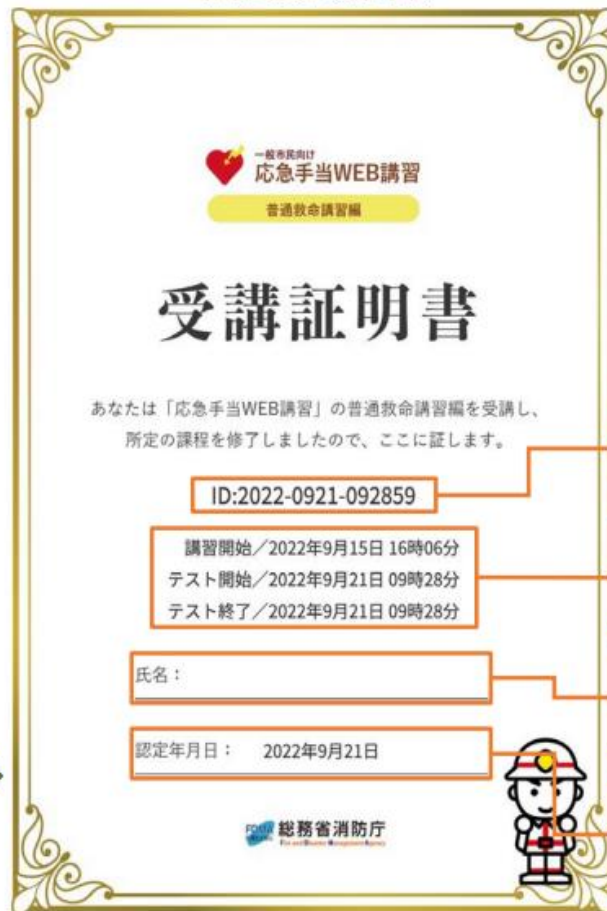 一般市民向け
応急手当WEB講習
普通救命講習編
受講証明書
あなたは「応急手当WEB講習」の普通救命講習編を受講し、
所定の課程を修了しましたので、ここに証します。
ID:2022-0921-092859
講習開始／2022年9月15日 16時06分
テスト開始／2022年9月21日 09時28分
テスト終了／2022年9月21日 09時28分
氏名：
認定年月日： 2022年9月21日
FDMA 総務省消防庁
Fire and Disaster Management Agency